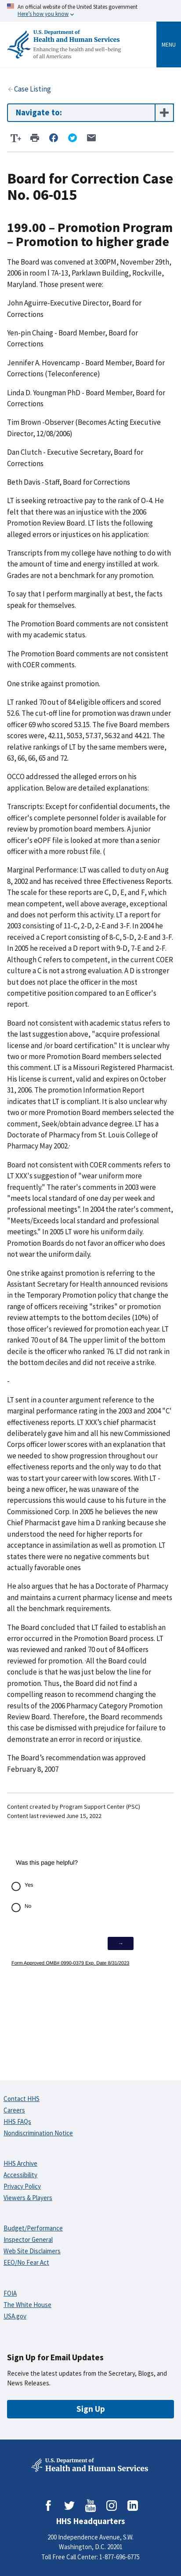 An official website of the United States government
Here's how you know
U.S. Department of
Health and Human Services
Enhancing the health and well-being
of all Americans
MENU
< Case Listing
Navigate to:
T+
Board for Correction Case
No. 06-015
199.00 – Promotion Program
– Promotion to higher grade
The Board was convened at 3:00PM, November 29th,
2006 in room I 7A-13, Parklawn Building, Rockville,
Maryland. Those present were:
John Aguirre-Executive Director, Board for
Corrections
Yen-pin Chaing - Board Member, Board for
Corrections
Jennifer A. Hovencamp - Board Member, Board for
Corrections (Teleconference)
Linda D. Youngman PhD - Board Member, Board for
Corrections
Tim Brown -Observer (Becomes Acting Executive
Director, 12/08/2006)
Dan Clutch - Executive Secretary, Board for
Correction
Beth Davis -Staff, Board for Corrections
LT is seeking retroactive pay to the rank of O-4. He
felt that there was an injustice with the 2006
Promotion Review Board. LT lists the following
alleged errors or injustices on his application:
Transcripts from my college have nothing to do with
the amount of time and energy instilled at work.
Grades are not a benchmark for any promotion.
To say that I perform marginally at best, the facts
speak for themselves.
The Promotion Board comments are not consistent
with my academic status.
The Promotion Board comments are not consistent
with COER comments.
One strike against promotion.
LT ranked 70 out of 84 eligible officers and scored
52.6. The cut-off line for promotion was drawn under
officer 69 who scored 53.15. The five Board members
scores were, 42.11, 50.53, 57.37, 56.32 and 44.21. The
relative rankings of LT by the same members were,
63, 66, 66, 65 and 72.
OCCO addressed the alleged errors on his
application. Below are detailed explanations:
Transcripts: Except for confidential documents, the
officer's complete personnel folder is available for
review by promotion board members. A junior
officer's eOPF file is looked at more than a senior
officer with a more robust file. (
Marginal Performance: LT was called to duty on Aug
8, 2002 and has received three Effectiveness Reports.
The scale for these reports are C, D, E, and F, which
mean competent, well above average, exceptional
and does not perform this activity. LT a report for
2003 consisting of 11-C, 2-D, 2-E and 3-F. In 2004 he
received a C report consisting of 8-C, 5-D, 2-E and 3-F.
In 2005 he received a D report with 9-D, 7-E and 2-F.
Although C refers to competent, in the current COER
culture a C is not a strong evaluation. A D is stronger
but does not place the officer in the most
competitive position compared to an E officer's
report.
Board not consistent with academic status refers to
the last suggestion above, "acquire professional
license and /or board certification." It is unclear why
two or more Promotion Board members would add
this comment. LT is a Missouri Registered Pharmacist.
His license is current, valid and expires on October
31, 2006. The promotion Information Report
indicates that LT is compliant. It is also unclear why
two or more Promotion Board members would add
the comment, Seek/obtain advance degree. LT has a
Doctorate of Pharmacy from St. Louis College of
Pharmacy May 2002.·
Board not consistent with COER comments refers to
LT XXX's suggestion of "wear uniform more
frequently." The rater's comments in 2003 were
"meets local standard of one day per week and
professional meetings". In 2004 the rater's comment,
"Meets/Exceeds local standard and professional
meetings." In 2005 LT wore his uniform daily.
Promotion Boards do not favor an officer who does
not wear the uniform daily.
One strike against promotion is referring to the
Assistant Secretary for Health announced revisions
in the Temporary Promotion policy change to the
range of officers receiving "strikes" or promotion
attempts to the bottom deciles (10%) of those
officer's reviewed for promotion each year. LT
ranked 70 out of 84. The upper limit of the bottom
decile in the population was ranked 76. LT did not
rank in the bottom decile and did not receive a strike.
-
LT sent in a counter argument reference to the
marginal performance rating in the 2003 and 2004 "C'
effectiveness reports. LT XXX's chief pharmacist
deliberately gave him and all his new Commissioned
Corps officer lower scores with an intention that the
new comers should be able to see progression
throughout their career by looking at the
effectiveness reports and that the only thing to do
was to start your career with low scores. With LT -
being a new officer, he was unaware of the
repercussions this would cause to his future in the
Commissioned Corp. In 2005 he believes the Chief
Pharmacist gave him a D ranking because the chief
understood the need for higher reports for
acceptance in assimilation as well as promotion. LT
states that the overall rating was competent but
actually favorable ones
He also says that he has a Doctorate of Pharmacy
and maintains a current pharmacy license and meets
all the benchmark requirements.
The Board concluded that LT failed to establish an
error occurred in the Promotion Board process. LT
was reviewed and ranked 70 out of 84 officers
reviewed for promotion. All the Board could
conclude is that he was just below the line for
promotion. Thus, the Board did not find a
compelling reason to change the promotion ranking
results of the 2006 Pharmacy Category Promotion
Review Board. Therefore, the Board recommends
this case be dismissed with prejudice for failure to
demonstrate an error in record or injustice.
The Board's recommendation was approved
February 8, 2007
Content created by Program Support Center (PSC)
Content last reviewed June 15, 2022
Was this page helpful?
Yes
No
→
Form Approved OMB# 0990-0379 Exp. Date 8/31/2023
Contact HHS
Careers
HHS FAQs
Nondiscrimination Notice
HHS Archive
Accessibility
Privacy Policy
Viewers & Players
Budget/Performance
Inspector General
Web Site Disclaimers
EEO/No Fear Act
FOIA
The White House
USA.gov
Sign Up for Email Updates
Receive the latest updates from the Secretary, Blogs, and
News Releases.
Sign Up
U.S. Department of
Health and Human Services
HHS Headquarters
200 Independence Avenue, S.W.
Washington, D.C. 20201
Toll Free Call Center: 1-877-696-6775